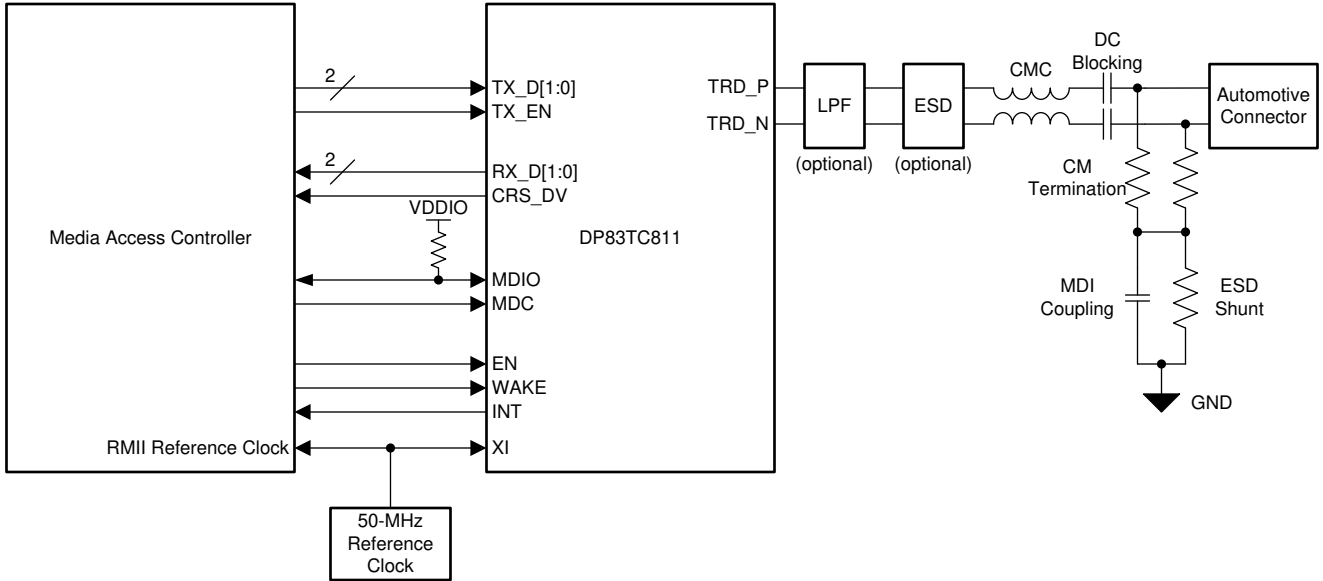 Media Access Controller
RMII Reference Clock
2
2
VDDIO
50-MHz
Reference
Clock
TX_D[1:0]
TX_EN
RX_D[1:0]
CRS_DV
MDIO
MDC
EN
WAKE
INT
XI
DP83TC811
TRD_P
TRD_N
LPF
(optional)
ESD
(optional)
CMC
DC
Blocking
Automotive
Connector
CM
Termination
MDI
Coupling
ESD
Shunt
GND